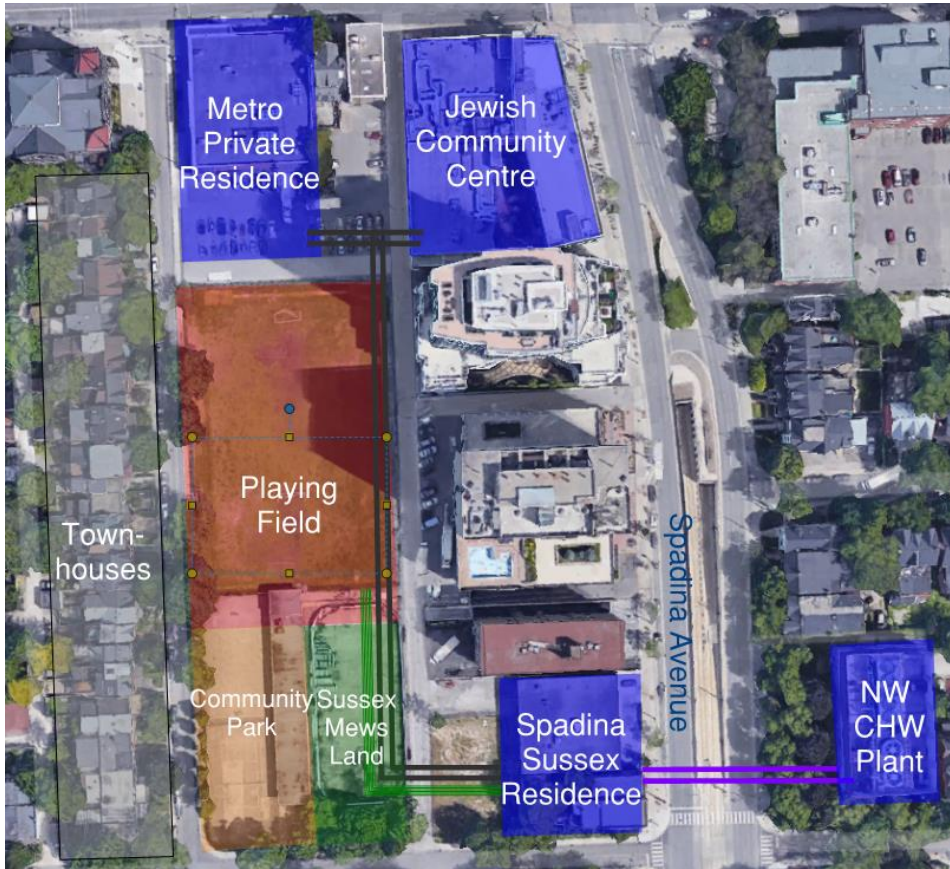 Metro
Private
Residence
Jewish
Community
Centre
Playing
Field
Town-
houses
Spadina Avenue
Community
Park
Sussex
Mews
Land
Spadina
Sussex
Residence
NW
CHW
Plant